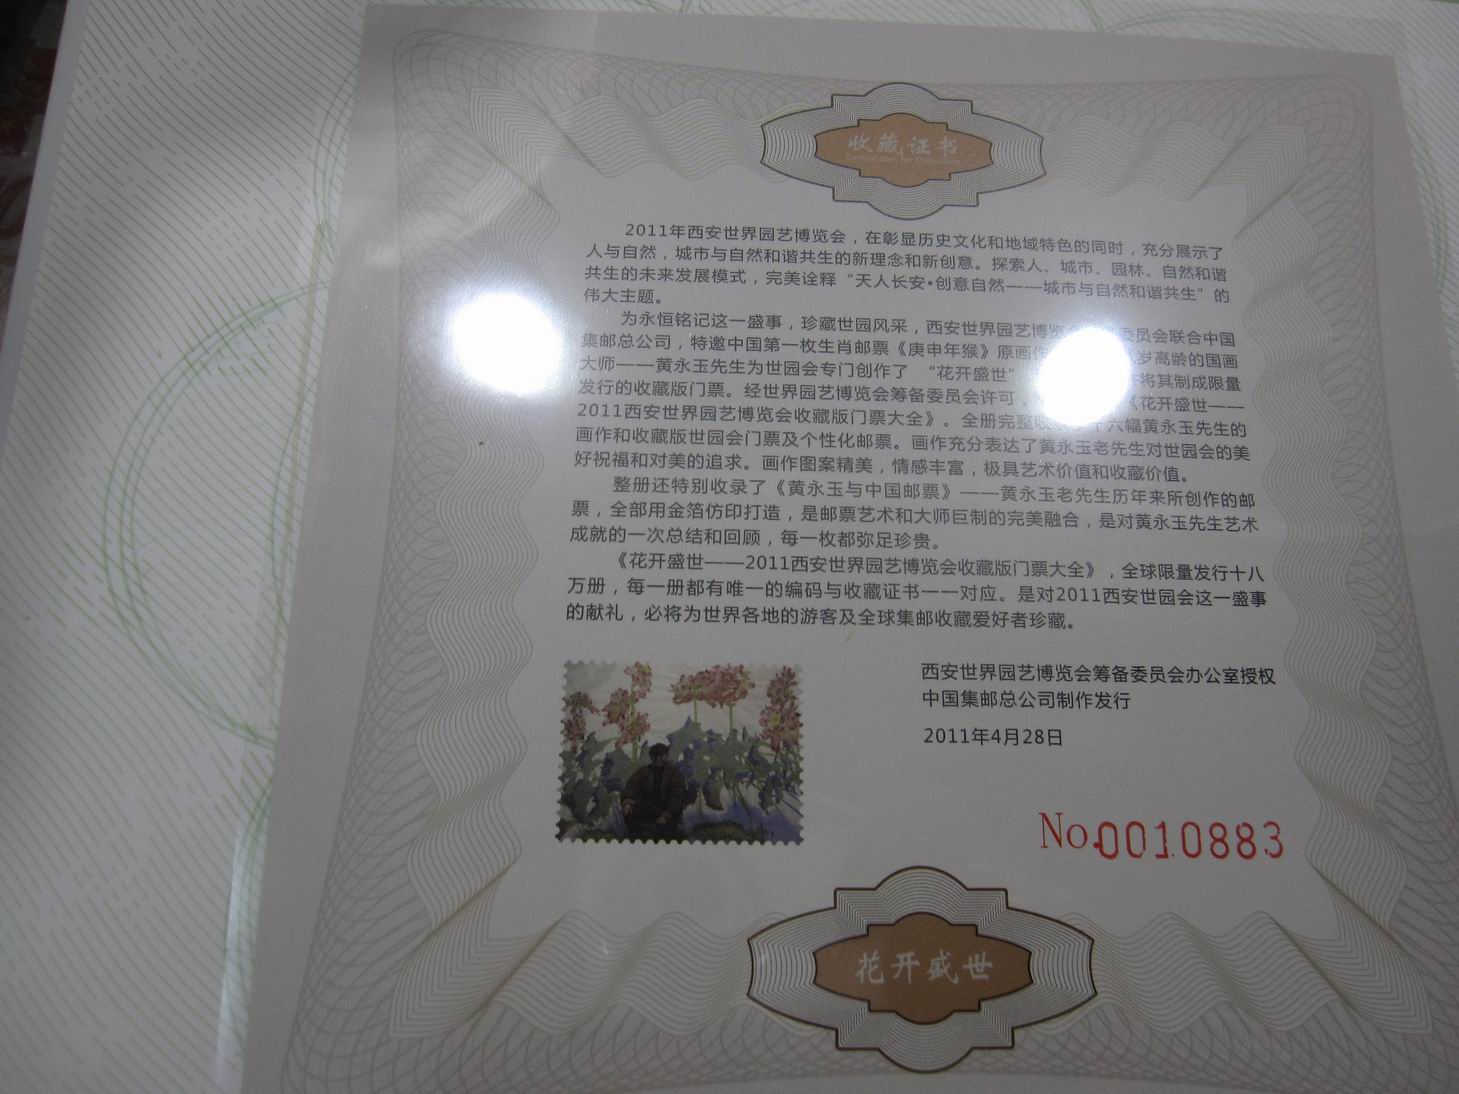 收藏证书
2011年西安世界园艺博览会，在彰显历史文化和地域特色的同时，充分展示了
人与自然，城市与自然和谐共生的新理念和新创意。探索人、城市、园林、自然和谐
共生的未来发展模式，完美诠释“天人长安•创意自然——城市与自然和谐共生”的
伟大主题。
为永恒铭记这一盛事，珍藏世园风采，西安世界园艺博览会 委员会联合中国
集邮总公司，特邀中国第一枚生肖邮票《庚申年猴》原画作 岁高龄的国画
大师——黄永玉先生为世园会专门创作了 “花开盛世” 将其制成限量
发行的收藏版门票。经世界园艺博览会筹备委员会许可， 《花开盛世——
2011西安世界园艺博览会收藏版门票大全》。全册完整收 十六幅黄永玉先生的
画作和收藏版世园会门票及个性化邮票。画作充分表达了黄永玉老先生对世园会的美
好祝福和对美的追求。画作图案精美，情感丰富，极具艺术价值和收藏价值。
整册还特别收录了《黄永玉与中国邮票》——黄永玉老先生历年来所创作的邮
票，全部用金箔仿印打造，是邮票艺术和大师巨制的完美融合，是对黄永玉先生艺术
成就的一次总结和回顾，每一枚都弥足珍贵。
《花开盛世——2011西安世界园艺博览会收藏版门票大全》，全球限量发行十八
万册，每一册都有唯一的编码与收藏证书一一对应。是对2011西安世园会这一盛事
的献礼，必将为世界各地的游客及全球集邮收藏爱好者珍藏。
西安世界园艺博览会筹备委员会办公室授权
中国集邮总公司制作发行
2011年4月28日
No.0010883
花开盛世